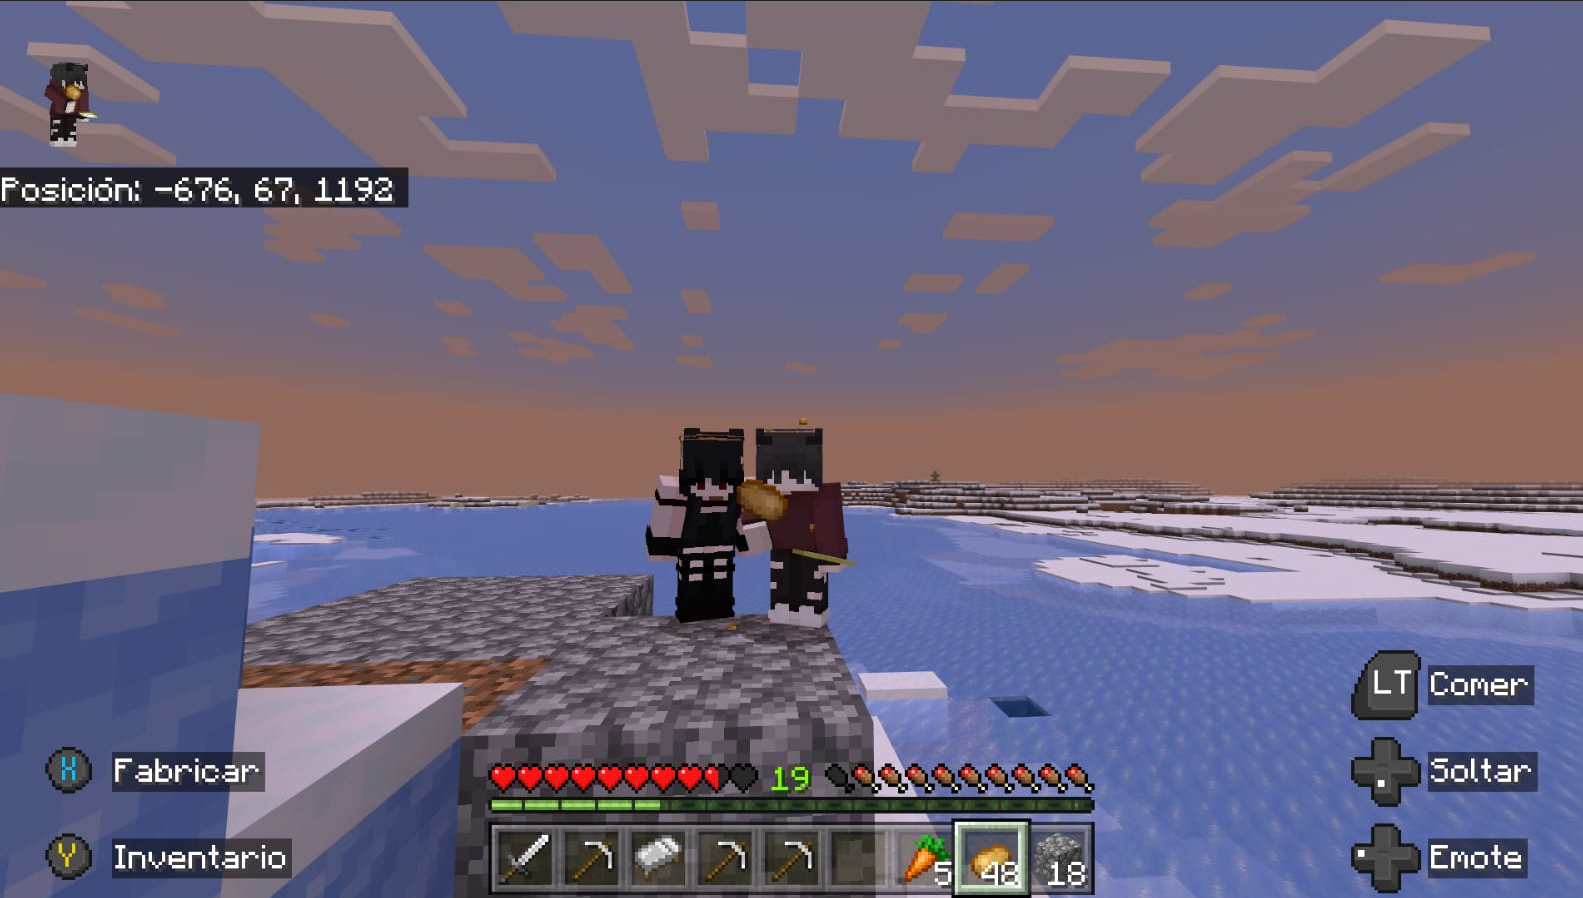 Posición: -676, 67, 1192
LT Comer
X Fabricar
Soltar
19
Y Inventario
Emote
5
48
18